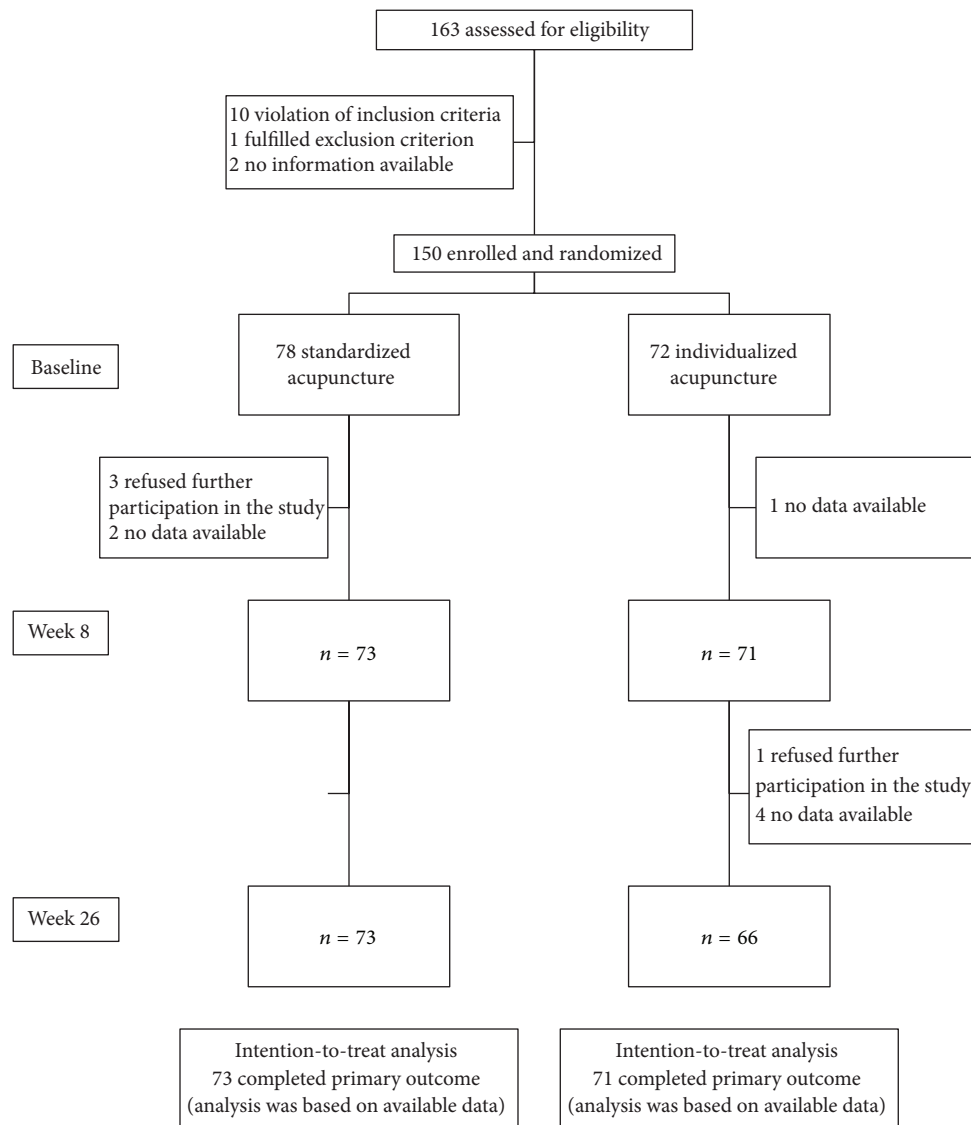 163 assessed for eligibility
10 violation of inclusion criteria
1 fulfilled exclusion criterion
2 no information available
150 enrolled and randomized
Baseline
78 standardized
acupuncture
72 individualized
acupuncture
3 refused further
participation in the study
2 no data available
1 no data available
Week 8
n = 73
n = 71
1 refused further
participation in the study
4 no data available
Week 26
n = 73
n = 66
Intention-to-treat analysis
73 completed primary outcome
(analysis was based on available data)
Intention-to-treat analysis
71 completed primary outcome
(analysis was based on available data)